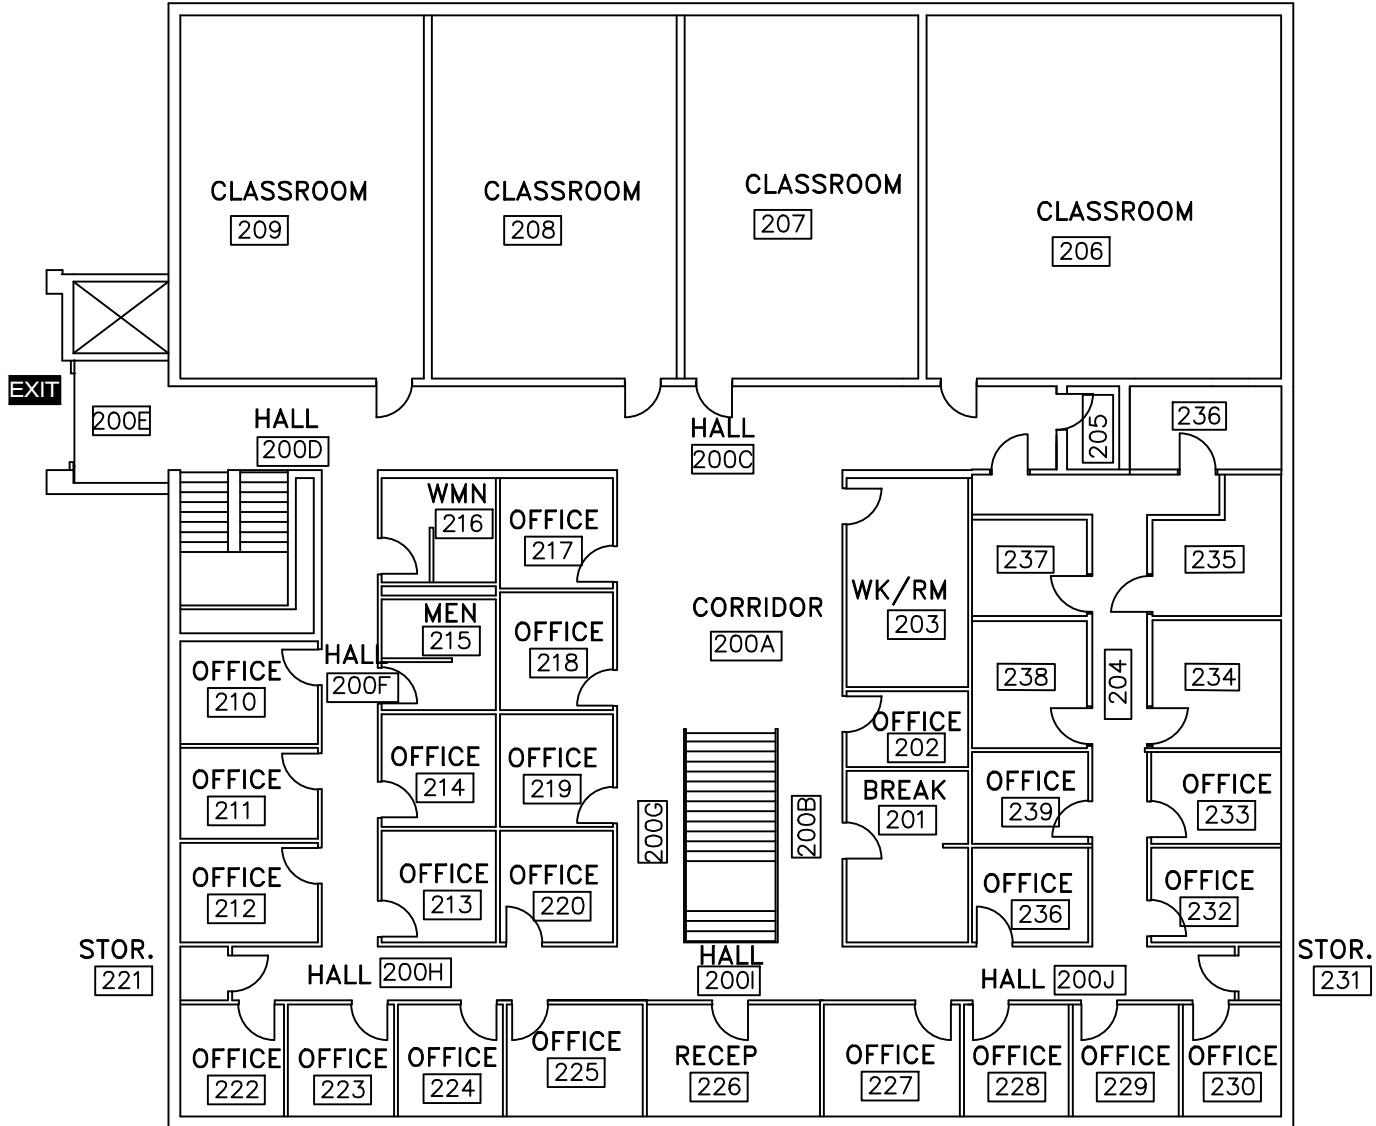 CLASSROOM
209
CLASSROOM
208
CLASSROOM
207
CLASSROOM
206
EXIT
200E
HALL
200D
HALL
200C
205
236
WMN
216
OFFICE
217
WK/RM
203
237
235
MEN
215
OFFICE
218
CORRIDOR
200A
HALL
200F
OFFICE
210
238
204
234
OFFICE
202
OFFICE
211
OFFICE
214
OFFICE
219
200G
200B
BREAK
201
OFFICE
239
OFFICE
233
OFFICE
212
OFFICE
213
OFFICE
220
OFFICE
236
OFFICE
232
STOR.
221
HALL 200H
HALL
200I
HALL 200J
STOR.
231
OFFICE
222
OFFICE
223
OFFICE
224
OFFICE
225
RECEP
226
OFFICE
227
OFFICE
228
OFFICE
229
OFFICE
230